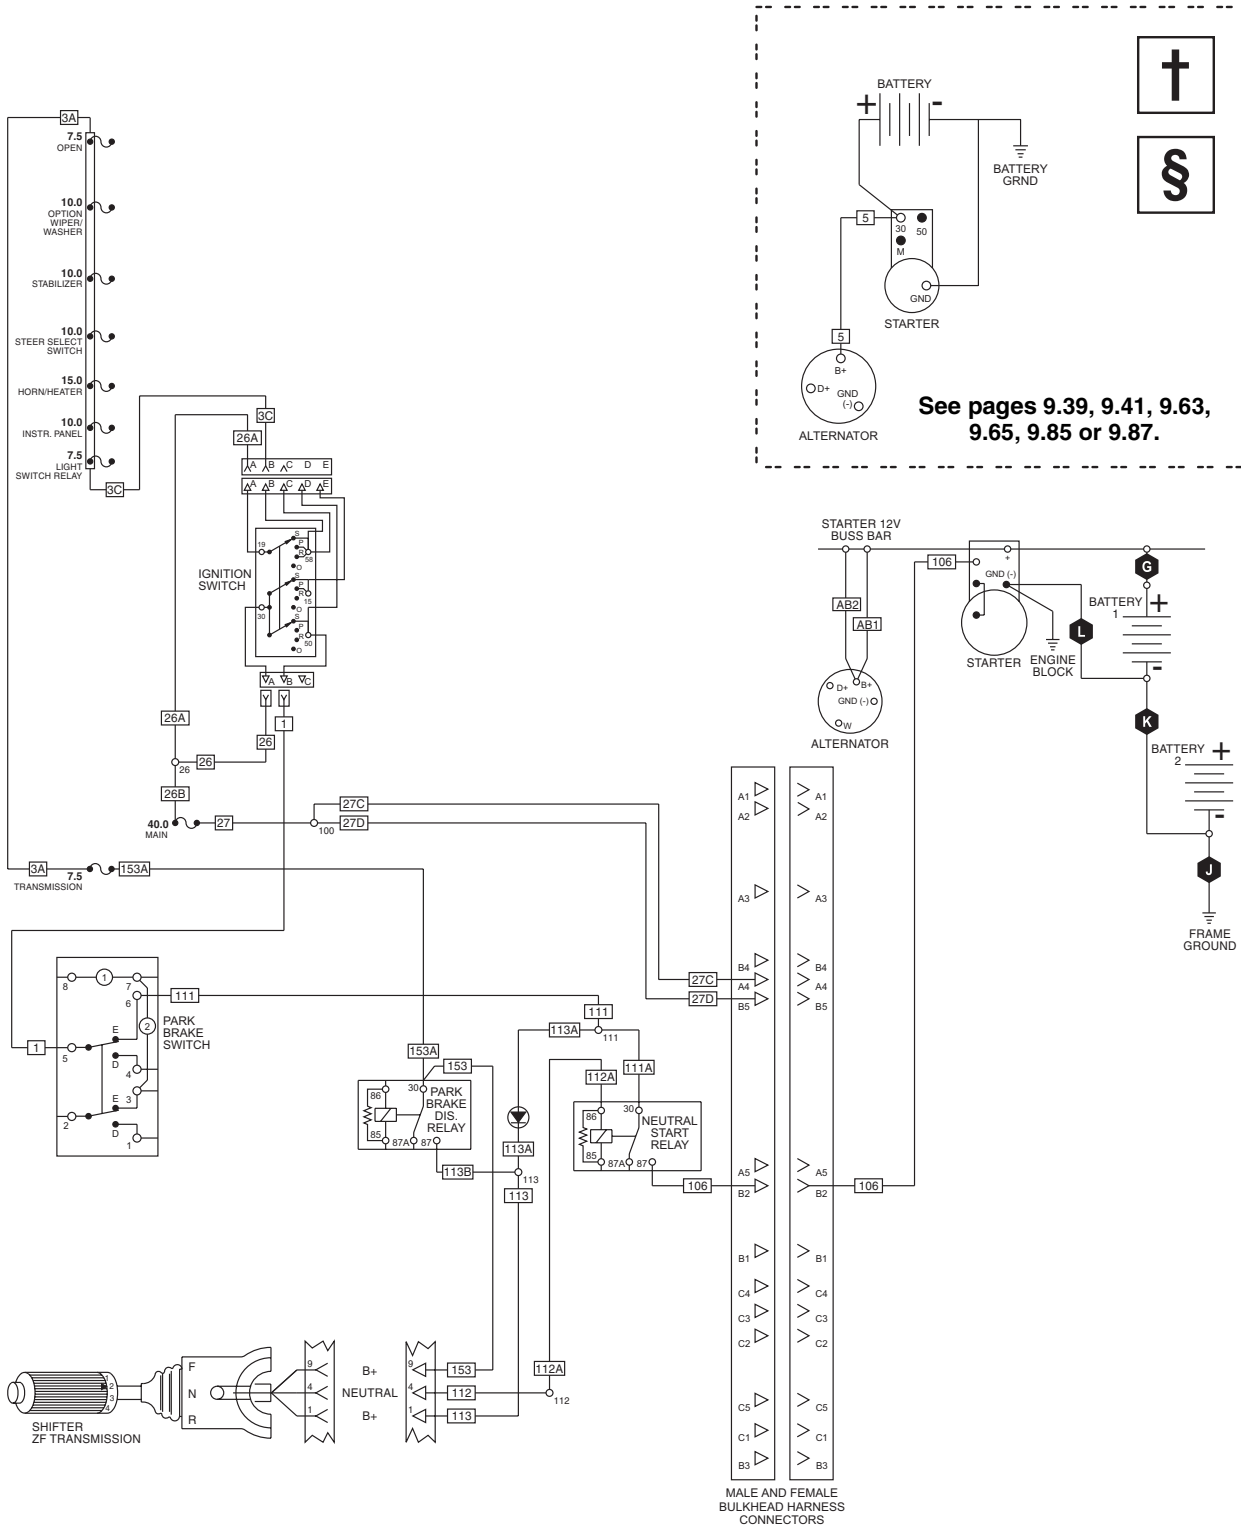 3A
7.5
OPEN
10.0
OPTION
WIPER/
WASHER
10.0
STABILIZER
10.0
STEER SELECT
SWITCH
15.0
HORN/HEATER
10.0
INSTR. PANEL
7.5
LIGHT
SWITCH RELAY
3C
3C
26A
A B C D E
A B C D E
IGNITION
SWITCH
19
S
P
R
O
58
S
P
R
O
15
30
S
P
R
O
50
A B C
Y Y
1
26A
26
26
26
26B
40.0
MAIN
27
100
27C
27D
3A
7.5
TRANSMISSION
153A
†
§
BATTERY
+ -
BATTERY
GRND
5
30
50
M
GND
STARTER
5
B+
D+
GND
(-)
ALTERNATOR
See pages 9.39, 9.41, 9.63,
9.65, 9.85 or 9.87.
STARTER 12V
BUSS BAR
106
+
GND (-)
STARTER
ENGINE
BLOCK
AB2
AB1
D+
B+
GND (-)
W
ALTERNATOR
G
BATTERY
1
+
-
L
K
BATTERY
2
+
-
J
FRAME
GROUND
8
1
7
6
111
2
PARK
BRAKE
SWITCH
1
5
E
D
4
3
E
2
D
1
111
111
113A
111A
153A
153
112A
86
30
PARK
BRAKE
DIS.
RELAY
85
87A
87
113B
113A
113
113
86
30
NEUTRAL
START
RELAY
85
87A
87
106
106
27C
27D
A1 A1
A2 A2
A3 A3
B4 B4
A4 A4
B5 B5
A5 A5
B2 B2
B1 B1
C4 C4
C3 C3
C2 C2
C5 C5
C1 C1
B3 B3
MALE AND FEMALE
BULKHEAD HARNESS
CONNECTORS
1
2
3
4
F
N
R
SHIFTER
ZF TRANSMISSION
9 B+ 9 153
4 NEUTRAL 4 112
1 B+ 1 113
112A
112